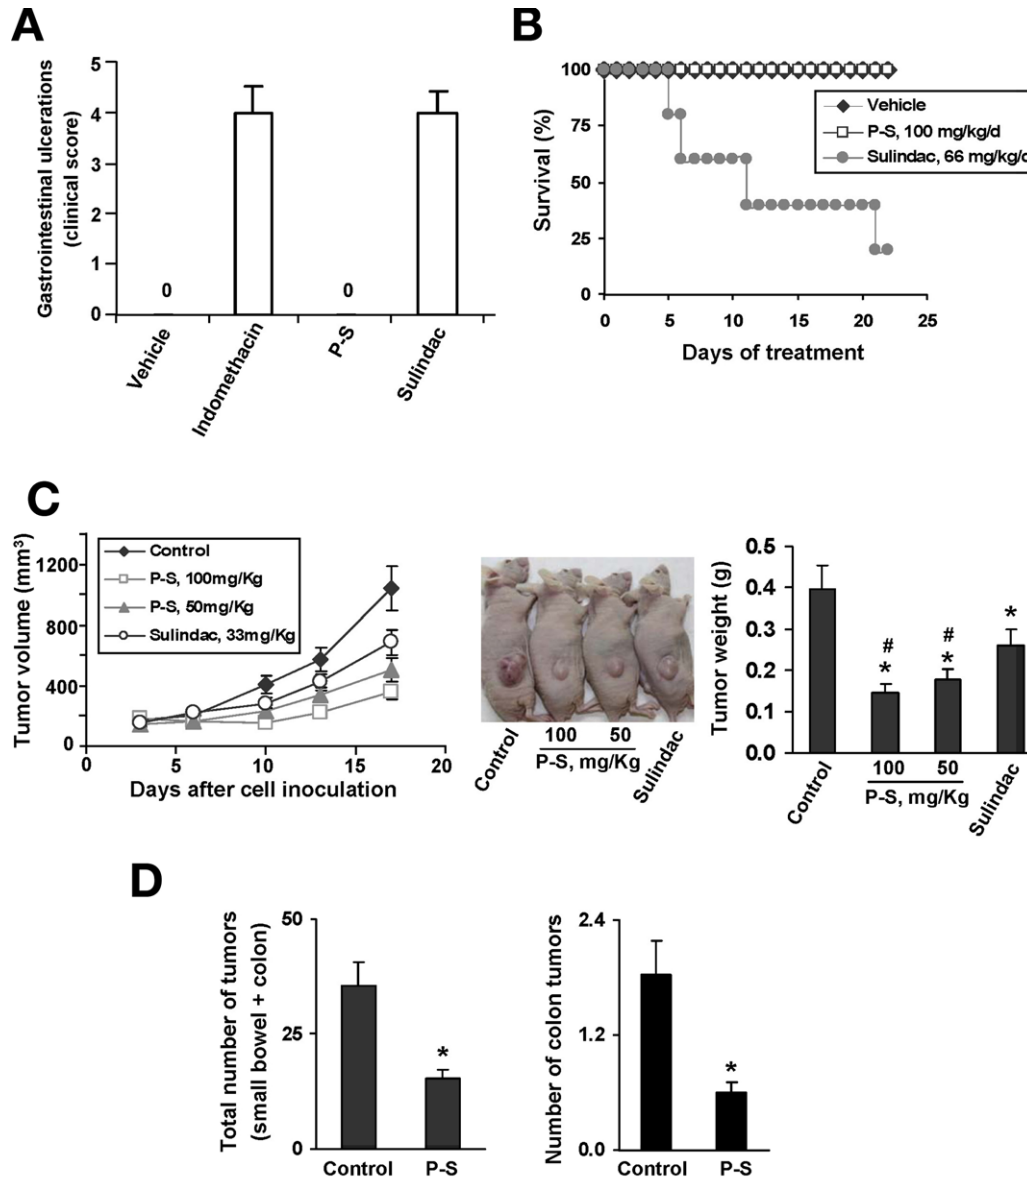 A
Gastrointestinal ulcerations
(clinical score)
5
4
3
2
1
0
0
0
Vehicle
Indomethacin
P-S
Sulindac
B
Survival (%)
100
75
50
25
0
Vehicle
P-S, 100 mg/kg/d
Sulindac, 66 mg/kg/d
0
5
10
15
20
25
Days of treatment
C
Tumor volume (mm³)
1200
800
400
0
Control
P-S, 100mg/Kg
P-S, 50mg/Kg
Sulindac, 33mg/Kg
0
5
10
15
20
Days after cell inoculation
Control
100
50
P-S, mg/Kg
Sulindac
Tumor weight (g)
0.5
0.4
0.3
0.2
0.1
0.0
#
*
#
*
*
Control
100
50
P-S, mg/Kg
Sulindac
D
Total number of tumors
(small bowel + colon)
50
25
0
*
Control
P-S
Number of colon tumors
2.4
1.2
0.0
*
Control
P-S